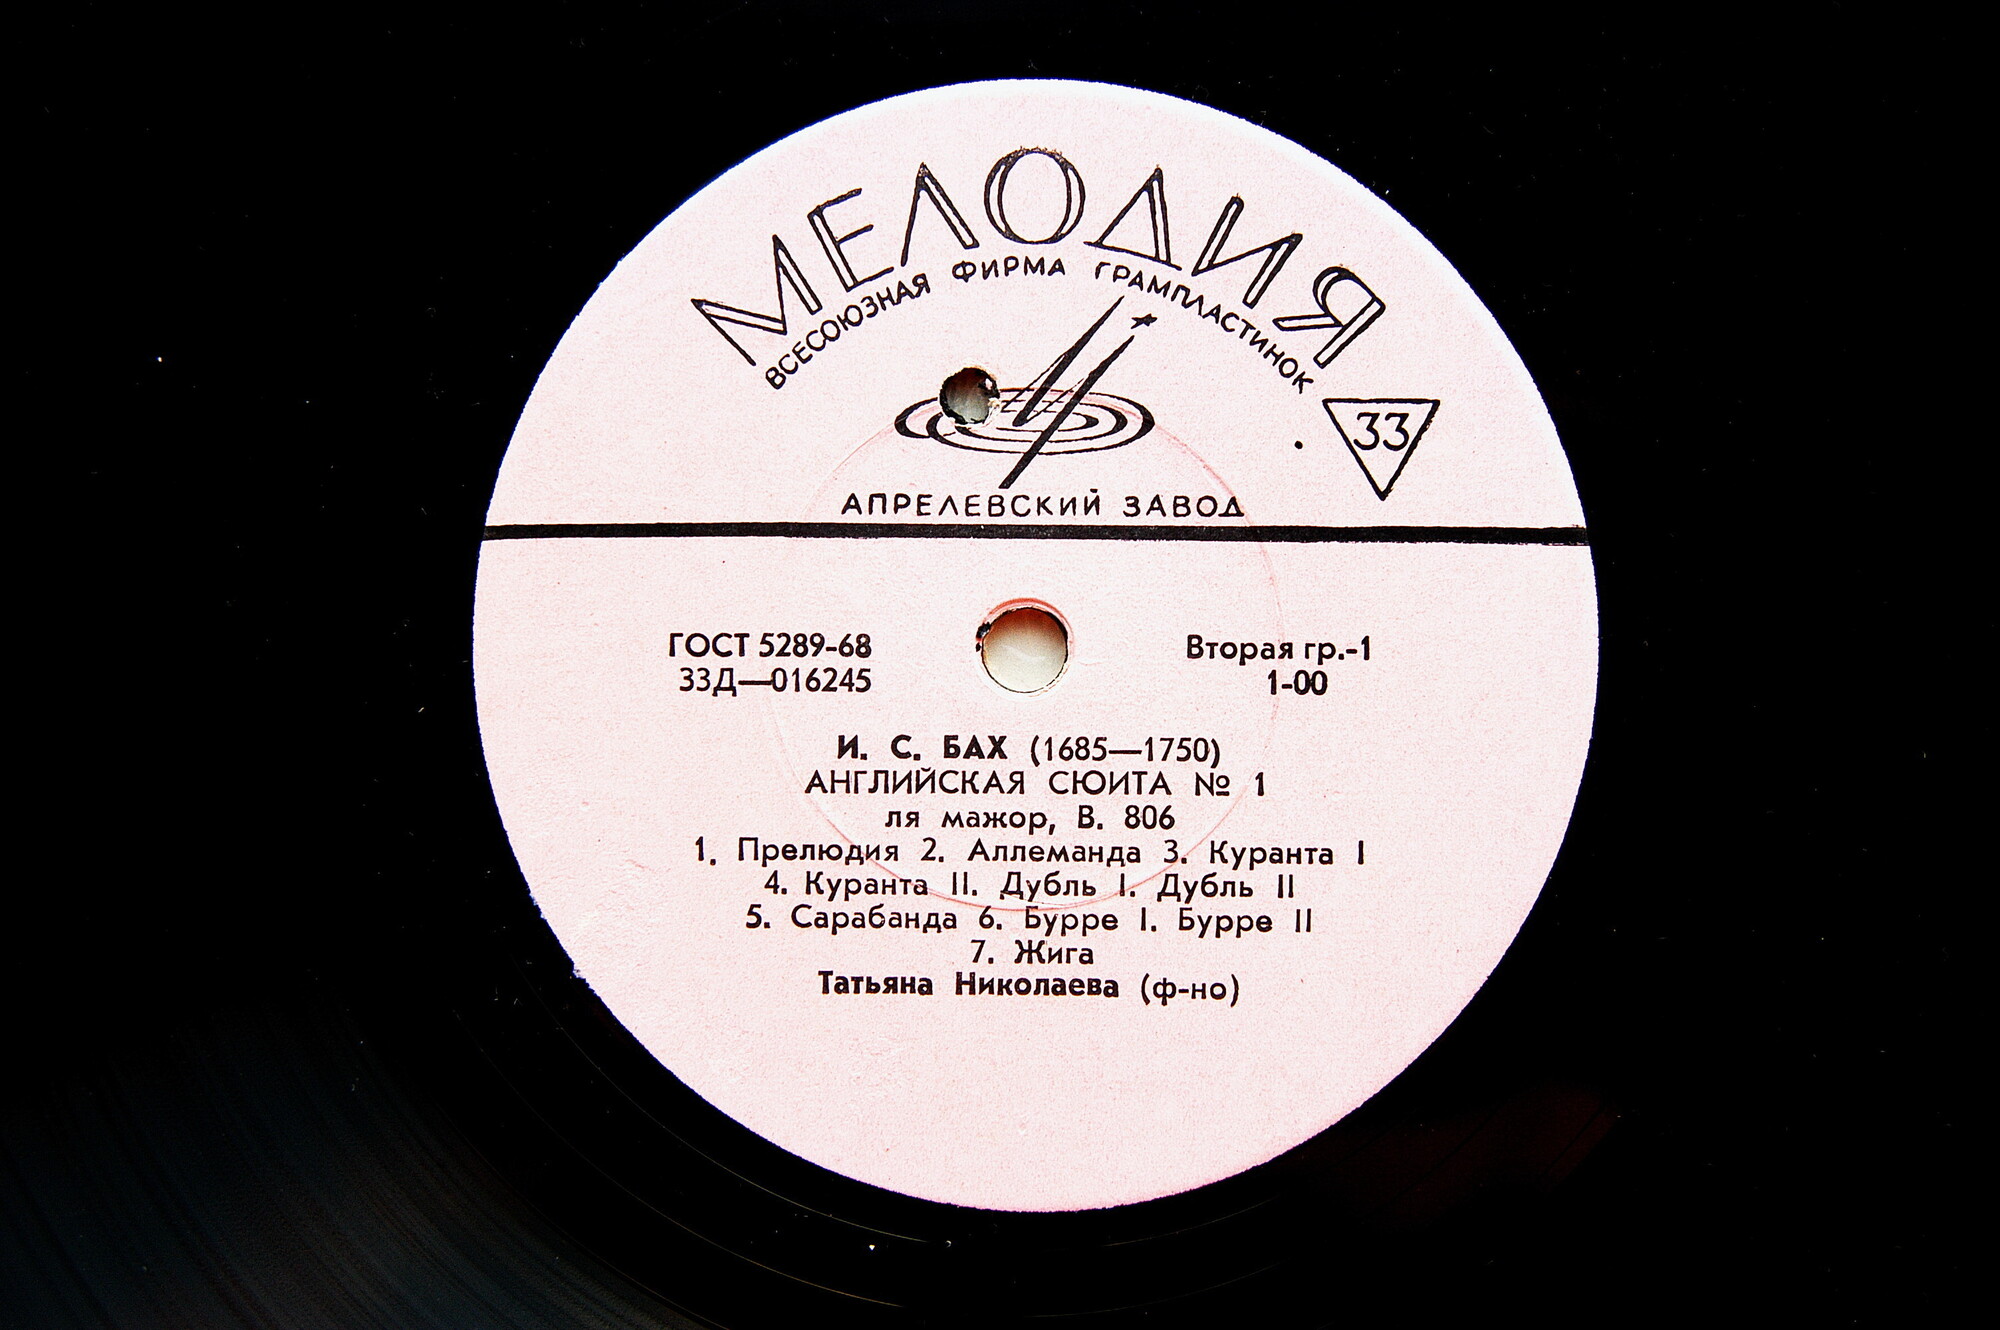 МЕЛОДИЯ
ВСЕСОЮЗНАЯ ФИРМА ГРАМПЛАСТИНОК
33
АПРЕЛЕВСКИЙ ЗАВОД
ГОСТ 5289-68
33Д—016245
Вторая гр.-1
1-00
И. С. БАХ (1685—1750)
АНГЛИЙСКАЯ СЮИТА № 1
ля мажор, В. 806
1. Прелюдия 2. Аллеманда 3. Куранта I
4. Куранта II. Дубль I. Дубль II
5. Сарабанда 6. Бурре I. Бурре II
7. Жига
Татьяна Николаева (ф-но)